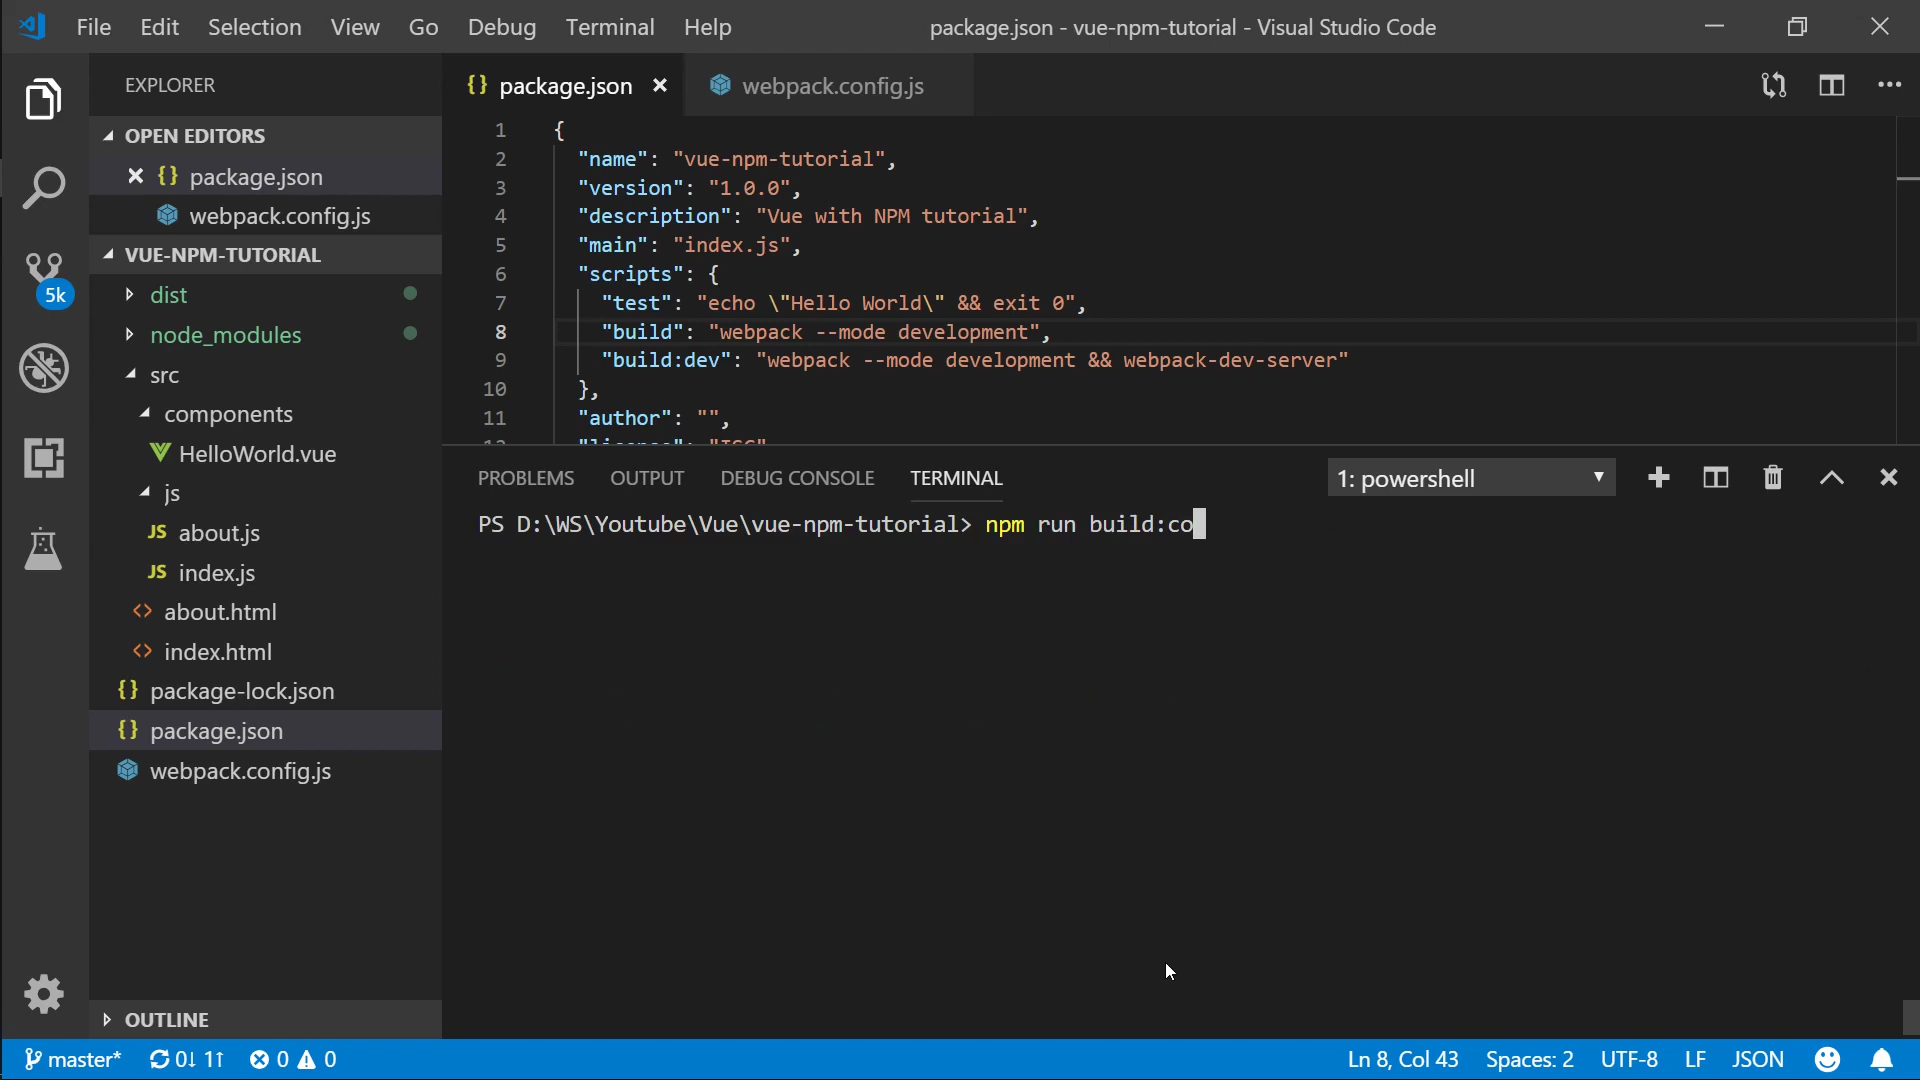 File Edit Selection View Go Debug Terminal Help package.json - vue-npm-tutorial - Visual Studio Code
EXPLORER
OPEN EDITORS
{} package.json
webpack.config.js
VUE-NPM-TUTORIAL
dist
node_modules
src
components
HelloWorld.vue
js
JS about.js
JS index.js
<> about.html
<> index.html
{} package-lock.json
{} package.json
webpack.config.js
OUTLINE
5k
{} package.json webpack.config.js
1 {
2 "name": "vue-npm-tutorial",
3 "version": "1.0.0",
4 "description": "Vue with NPM tutorial",
5 "main": "index.js",
6 "scripts": {
7 "test": "echo \"Hello World\" && exit 0",
8 "build": "webpack --mode development",
9 "build:dev": "webpack --mode development && webpack-dev-server"
10 },
11 "author": "",
12 "license": "ISC"
PROBLEMS OUTPUT DEBUG CONSOLE TERMINAL 1: powershell
PS D:\WS\Youtube\Vue\vue-npm-tutorial> npm run build:co
master* 0↓ 1↑ 0 0 Ln 8, Col 43 Spaces: 2 UTF-8 LF JSON